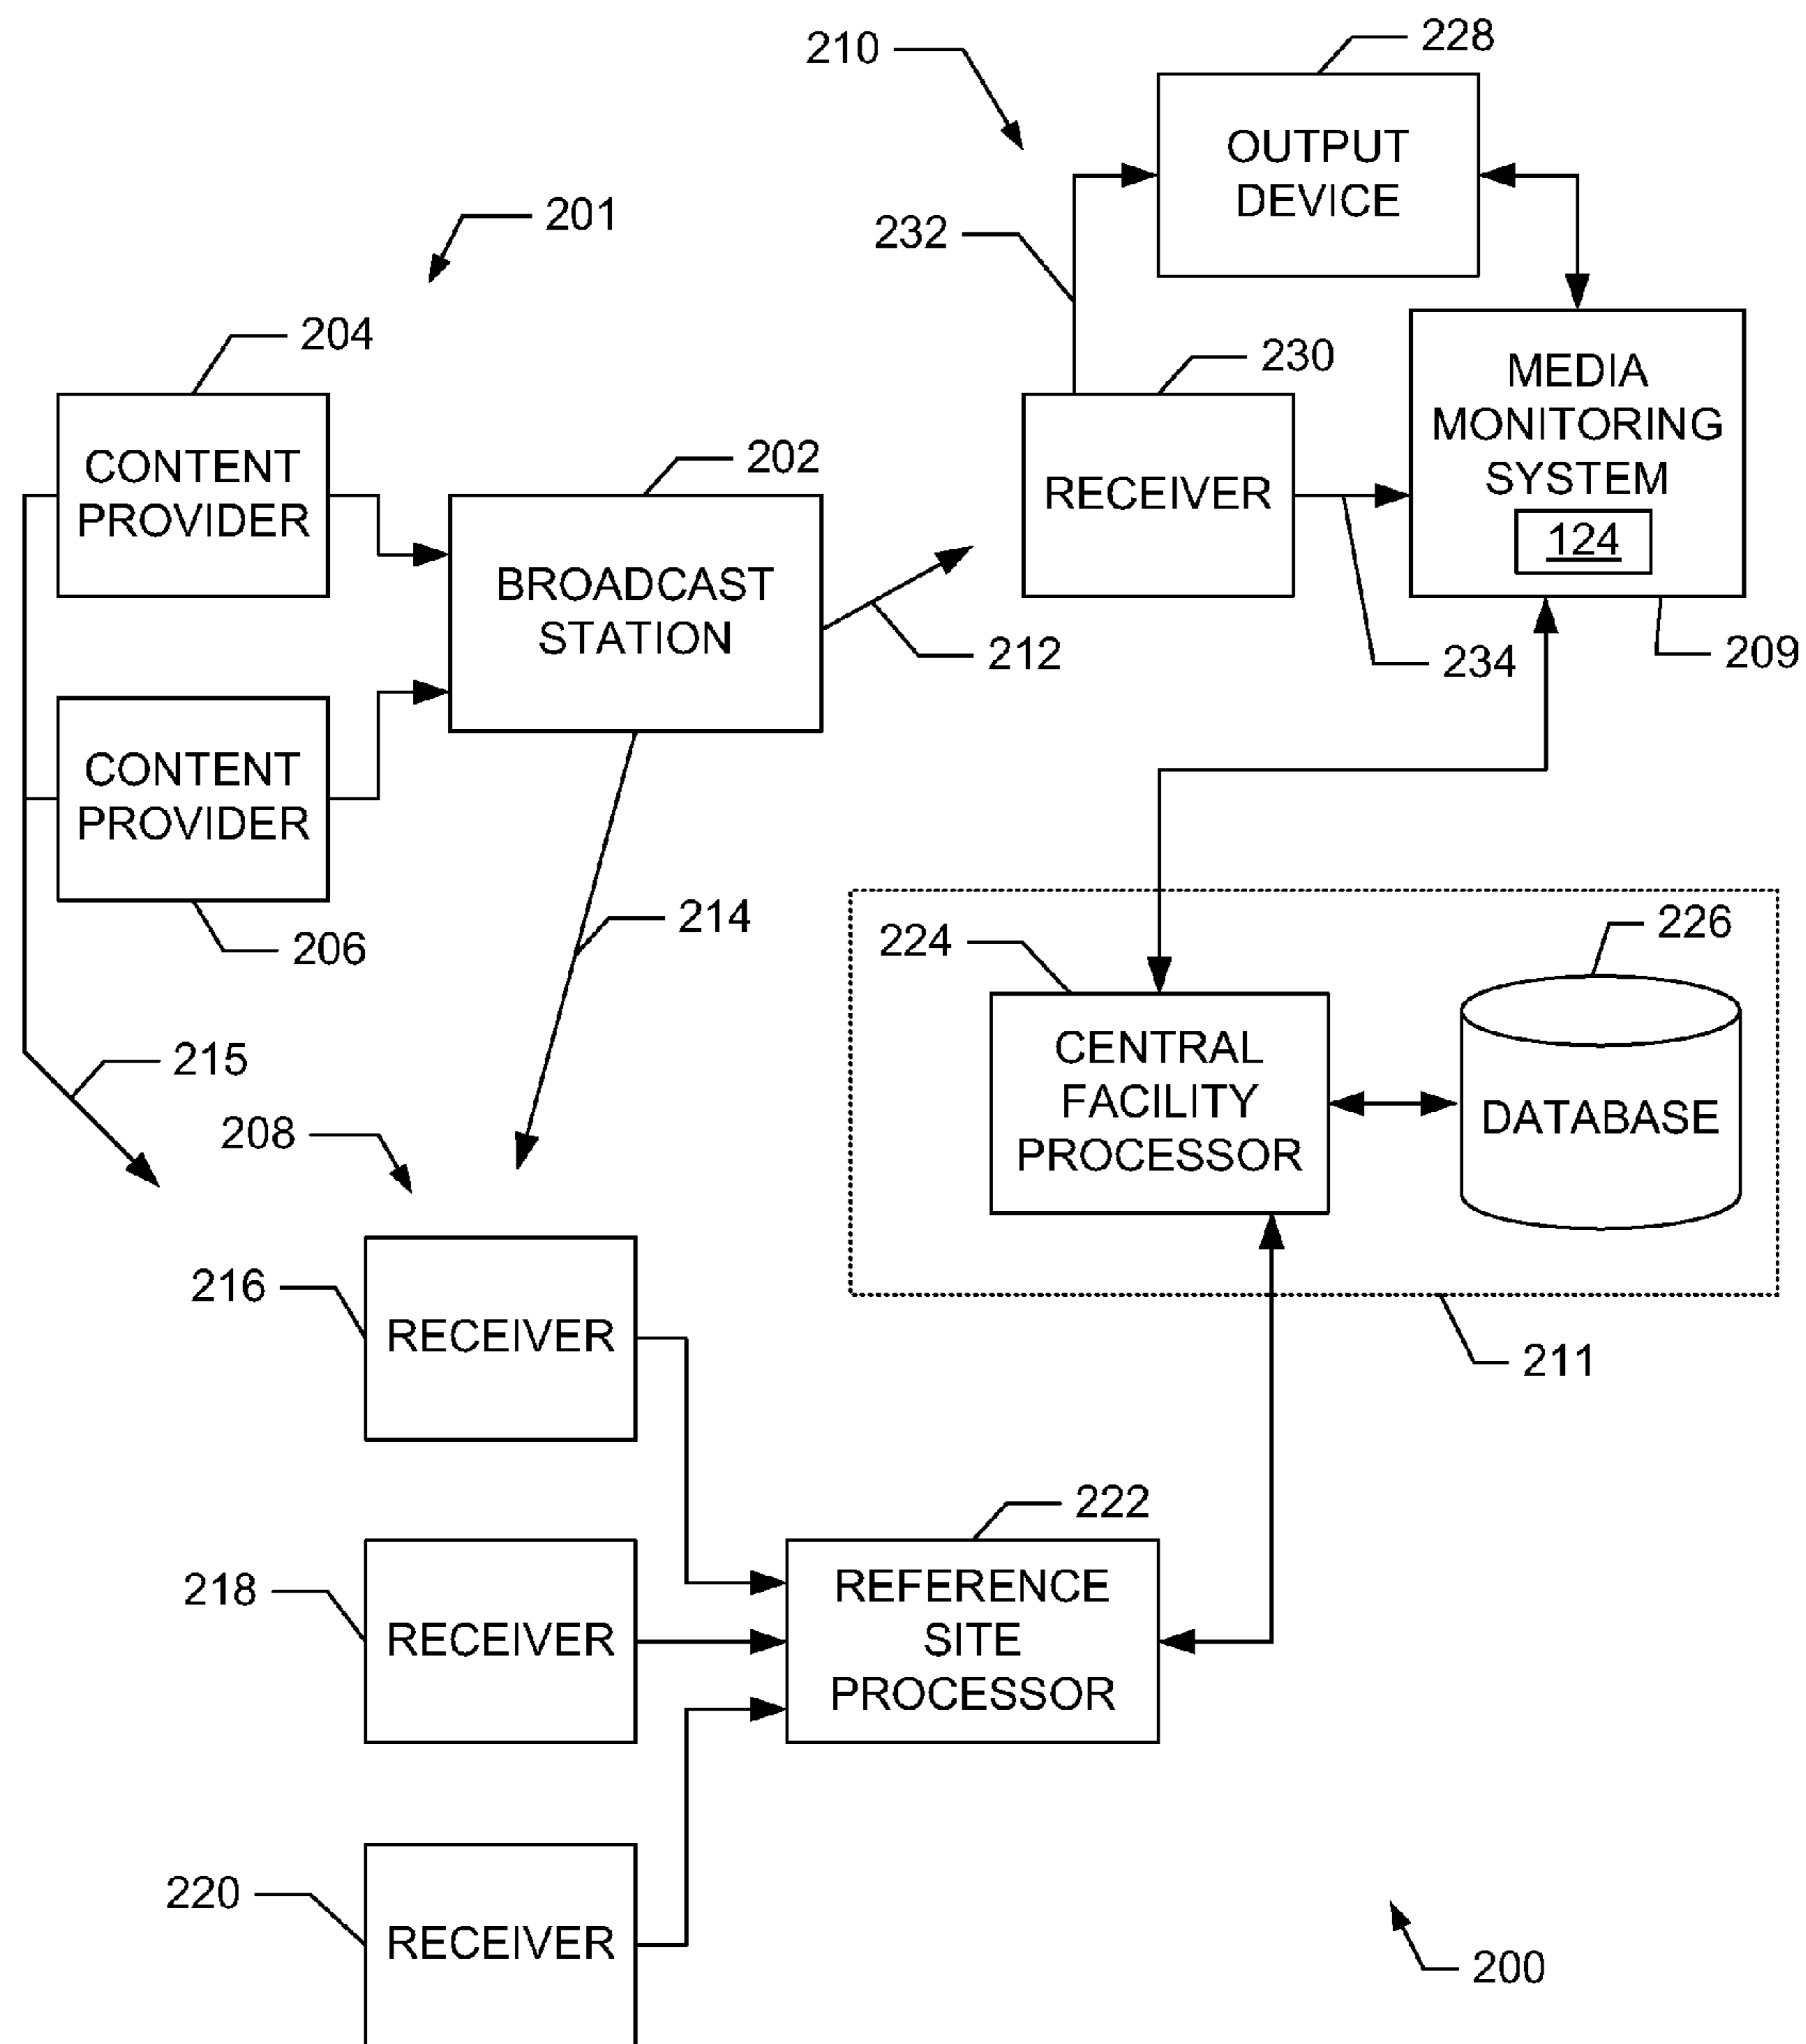 210
228
OUTPUT
DEVICE
201
232
204
230
MEDIA
MONITORING
SYSTEM
124
CONTENT
PROVIDER
202
RECEIVER
BROADCAST
STATION
212
234
209
CONTENT
PROVIDER
206
214
224
226
CENTRAL
FACILITY
PROCESSOR
DATABASE
215
208
216
RECEIVER
211
222
218
RECEIVER
REFERENCE
SITE
PROCESSOR
220
RECEIVER
200